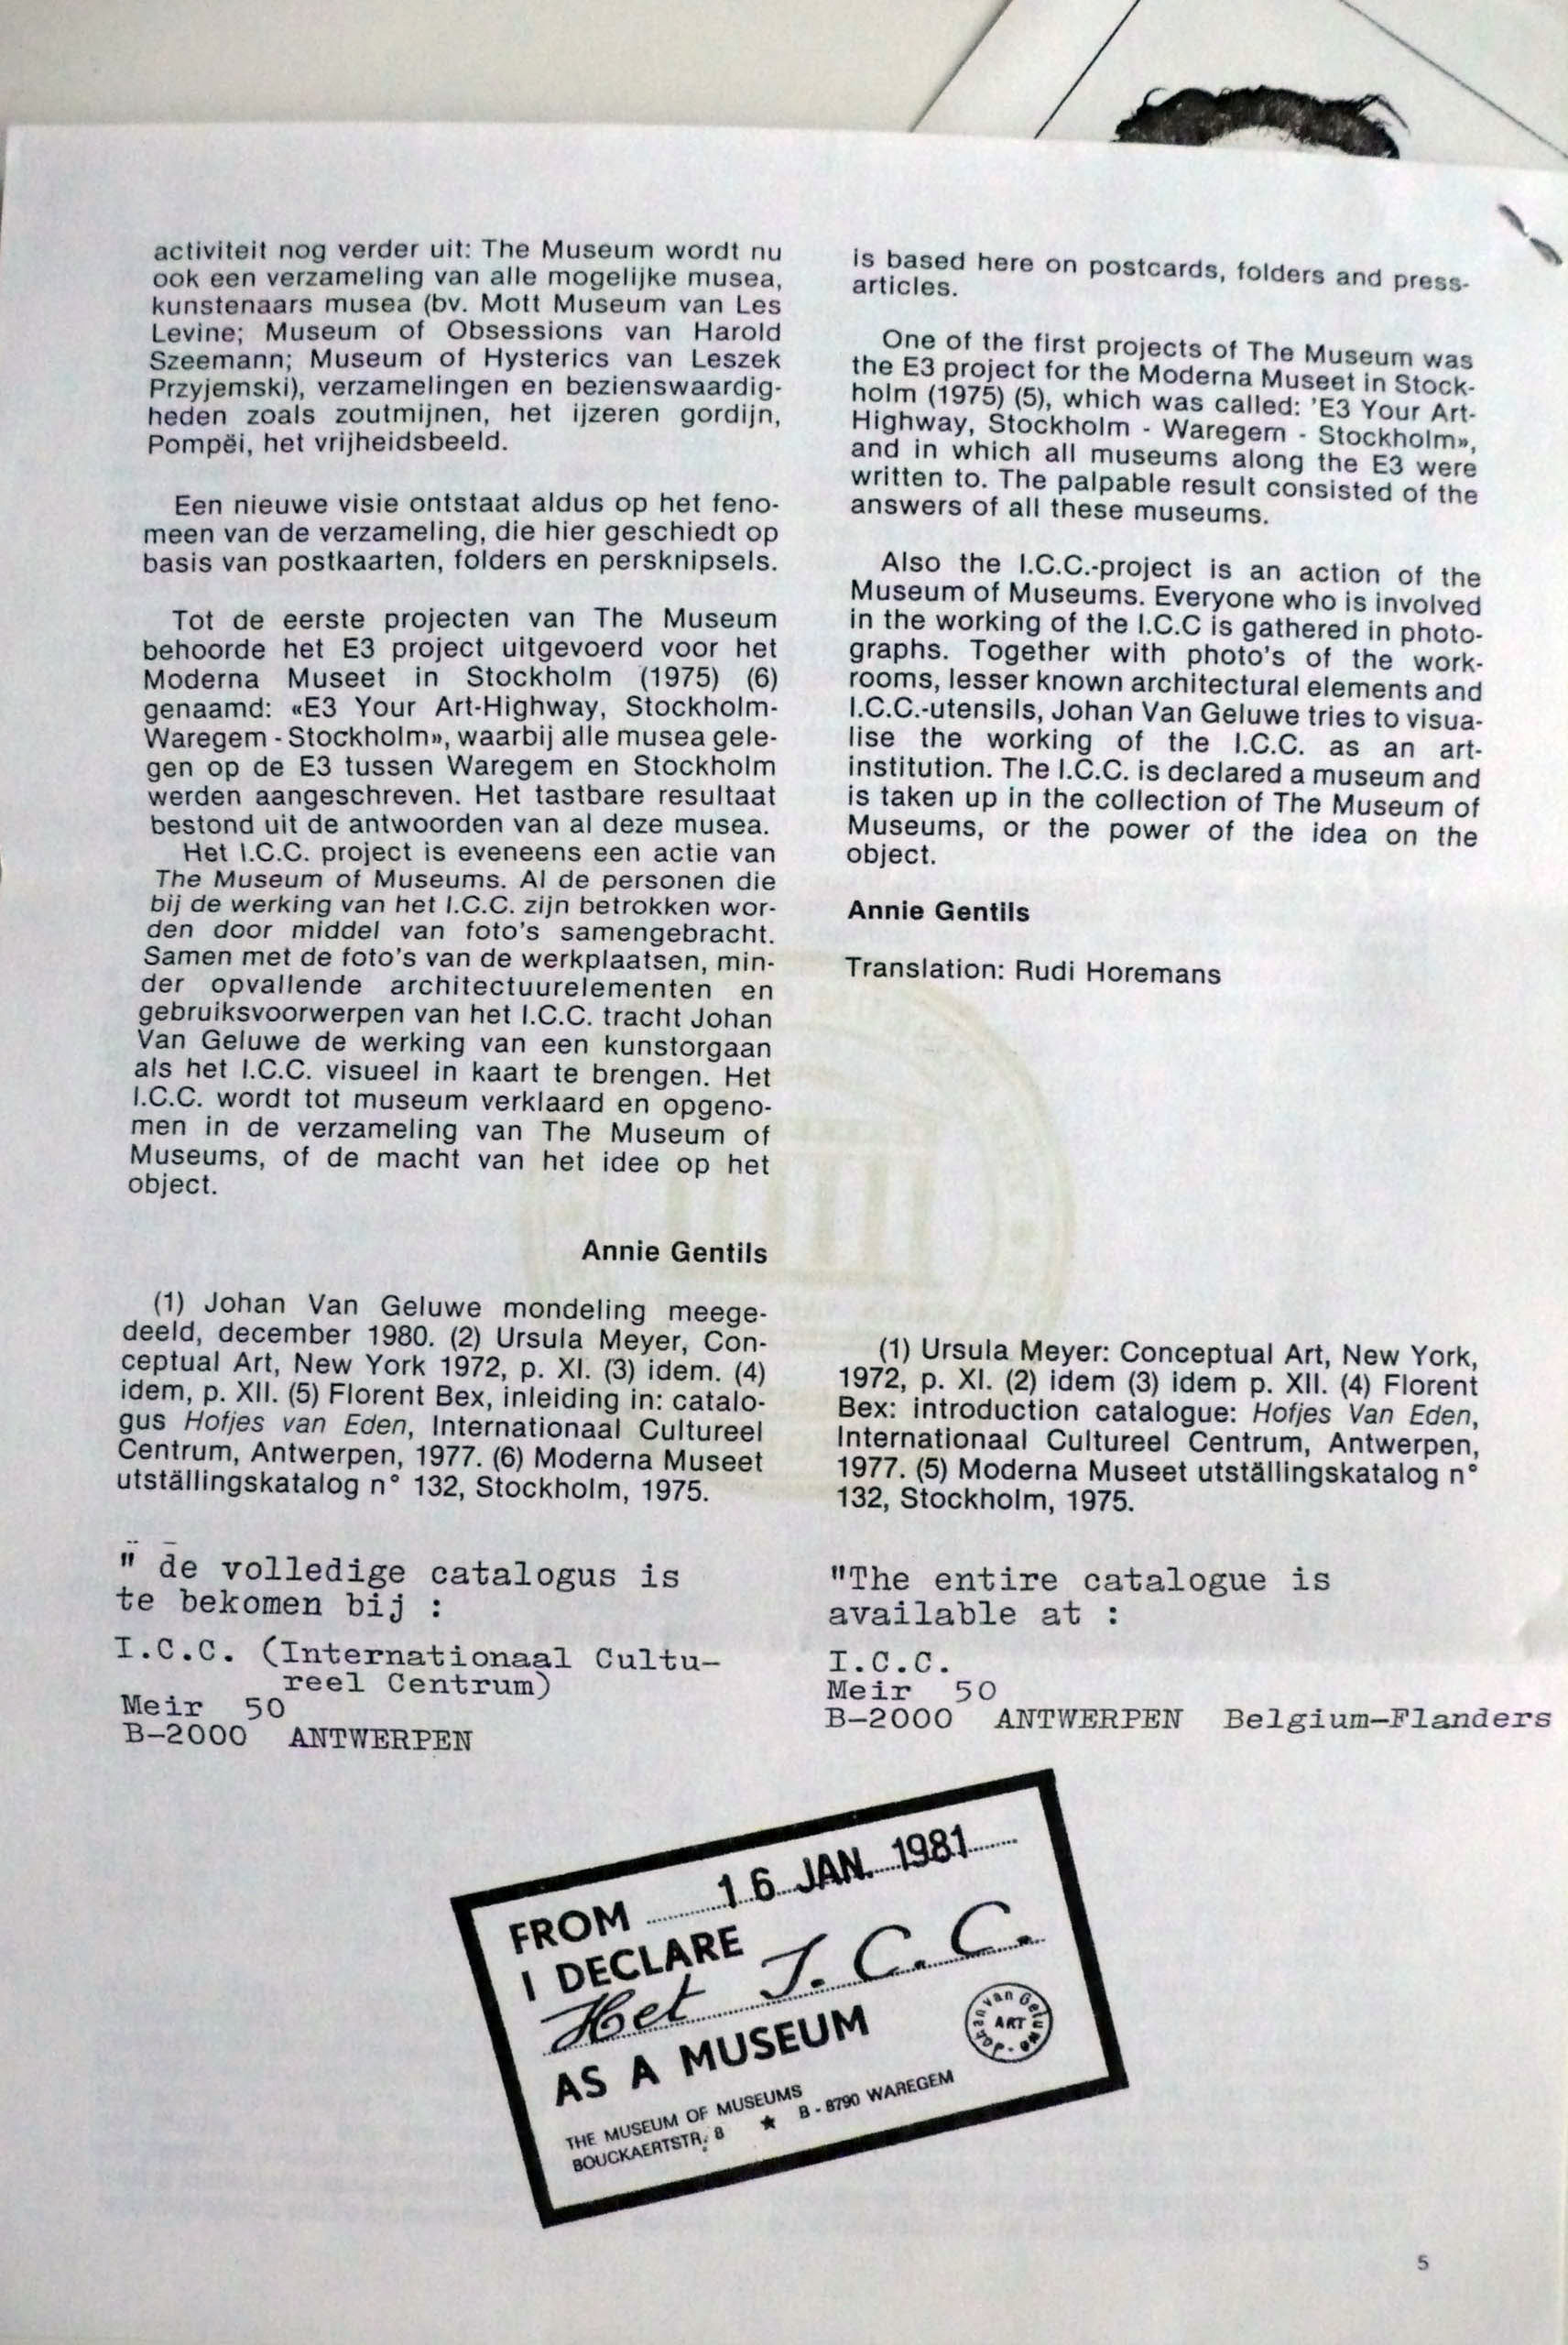 activiteit nog verder uit: The Museum wordt nu
ook een verzameling van alle mogelijke musea,
kunstenaars musea (bv. Mott Museum van Les
Levine; Museum of Obsessions van Harold
Szeemann; Museum of Hysterics van Leszek
Przyjemski), verzamelingen en bezienswaardig-
heden zoals zoutmijnen, het ijzeren gordijn,
Pompëi, het vrijheidsbeeld.
Een nieuwe visie ontstaat aldus op het feno-
meen van de verzameling, die hier geschiedt op
basis van postkaarten, folders en persknipsels.
Tot de eerste projecten van The Museum
behoorde het E3 project uitgevoerd voor het
Moderna Museet in Stockholm (1975) (6)
genaamd: «E3 Your Art-Highway, Stockholm-
Waregem - Stockholm», waarbij alle musea gele-
gen op de E3 tussen Waregem en Stockholm
werden aangeschreven. Het tastbare resultaat
bestond uit de antwoorden van al deze musea.
Het I.C.C. project is eveneens een actie van
The Museum of Museums. Al de personen die
bij de werking van het I.C.C. zijn betrokken wor-
den door middel van foto's samengebracht.
Samen met de foto's van de werkplaatsen, min-
der opvallende architectuurelementen en
gebruiksvoorwerpen van het I.C.C. tracht Johan
Van Geluwe de werking van een kunstorgaan
als het I.C.C. visueel in kaart te brengen. Het
I.C.C. wordt tot museum verklaard en opgeno-
men in de verzameling van The Museum of
Museums, of de macht van het idee op het
object.
Annie Gentils
(1) Johan Van Geluwe mondeling meege-
deeld, december 1980. (2) Ursula Meyer, Con-
ceptual Art, New York 1972, p. XI. (3) idem. (4)
idem, p. XII. (5) Florent Bex, inleiding in: catalo-
gus Hofjes van Eden, Internationaal Cultureel
Centrum, Antwerpen, 1977. (6) Moderna Museet
utställingskatalog n° 132, Stockholm, 1975.
" de volledige catalogus is
te bekomen bij :
I.C.C. (Internationaal Cultu-
reel Centrum)
Meir 50
B-2000 ANTWERPEN
is based here on postcards, folders and press-
articles.
One of the first projects of The Museum was
the E3 project for the Moderna Museet in Stock-
holm (1975) (5), which was called: 'E3 Your Art-
Highway, Stockholm - Waregem - Stockholm»,
and in which all museums along the E3 were
written to. The palpable result consisted of the
answers of all these museums.
Also the I.C.C.-project is an action of the
Museum of Museums. Everyone who is involved
in the working of the I.C.C is gathered in photo-
graphs. Together with photo's of the work-
rooms, lesser known architectural elements and
I.C.C.-utensils, Johan Van Geluwe tries to visua-
lise the working of the I.C.C. as an art-
institution. The I.C.C. is declared a museum and
is taken up in the collection of The Museum of
Museums, or the power of the idea on the
object.
Annie Gentils
Translation: Rudi Horemans
(1) Ursula Meyer: Conceptual Art, New York,
1972, p. XI. (2) idem (3) idem p. XII. (4) Florent
Bex: introduction catalogue: Hofjes Van Eden,
Internationaal Cultureel Centrum, Antwerpen,
1977. (5) Moderna Museet utställingskatalog n°
132, Stockholm, 1975.
"The entire catalogue is
available at :
I.C.C.
Meir 50
B-2000 ANTWERPEN Belgium-Flanders
FROM 16 JAN. 1981
I DECLARE
Het I.C.C.
AS A MUSEUM
Johan van Geluwe
ART
THE MUSEUM OF MUSEUMS
BOUCKAERTSTR. 8 ★ B - 8790 WAREGEM
5